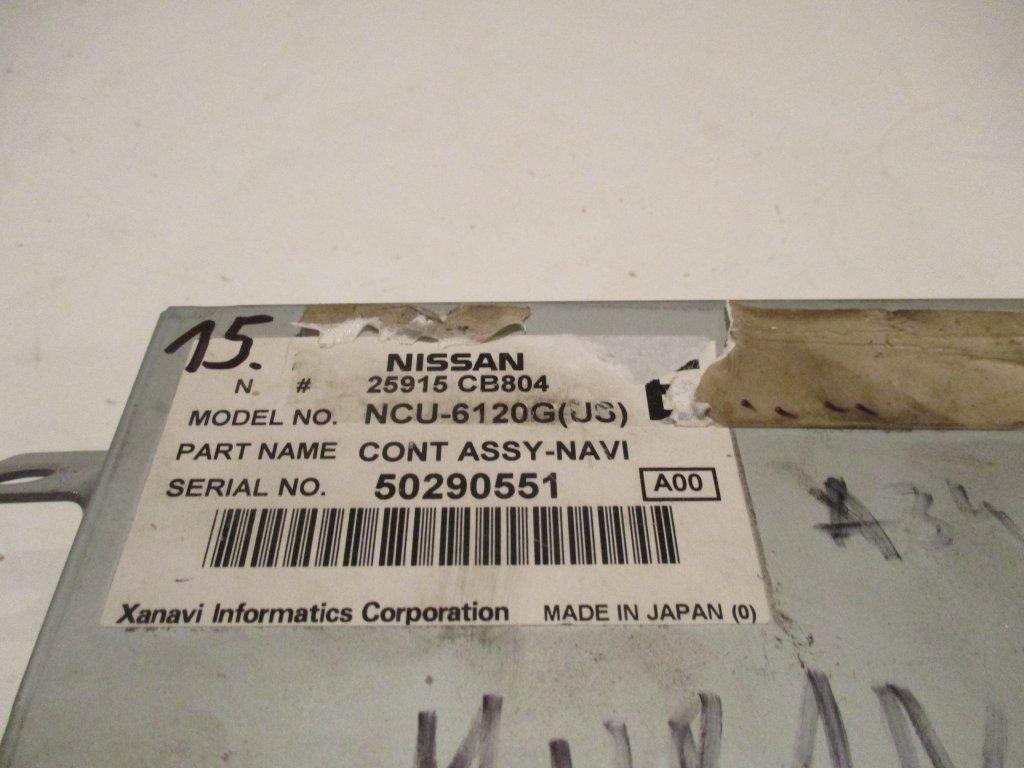 15.
NISSAN
N # 25915 CB804
MODEL NO. NCU-6120G(US)
PART NAME CONT ASSY-NAVI
SERIAL NO. 50290551 A00
Xanavi Informatics Corporation MADE IN JAPAN (0)